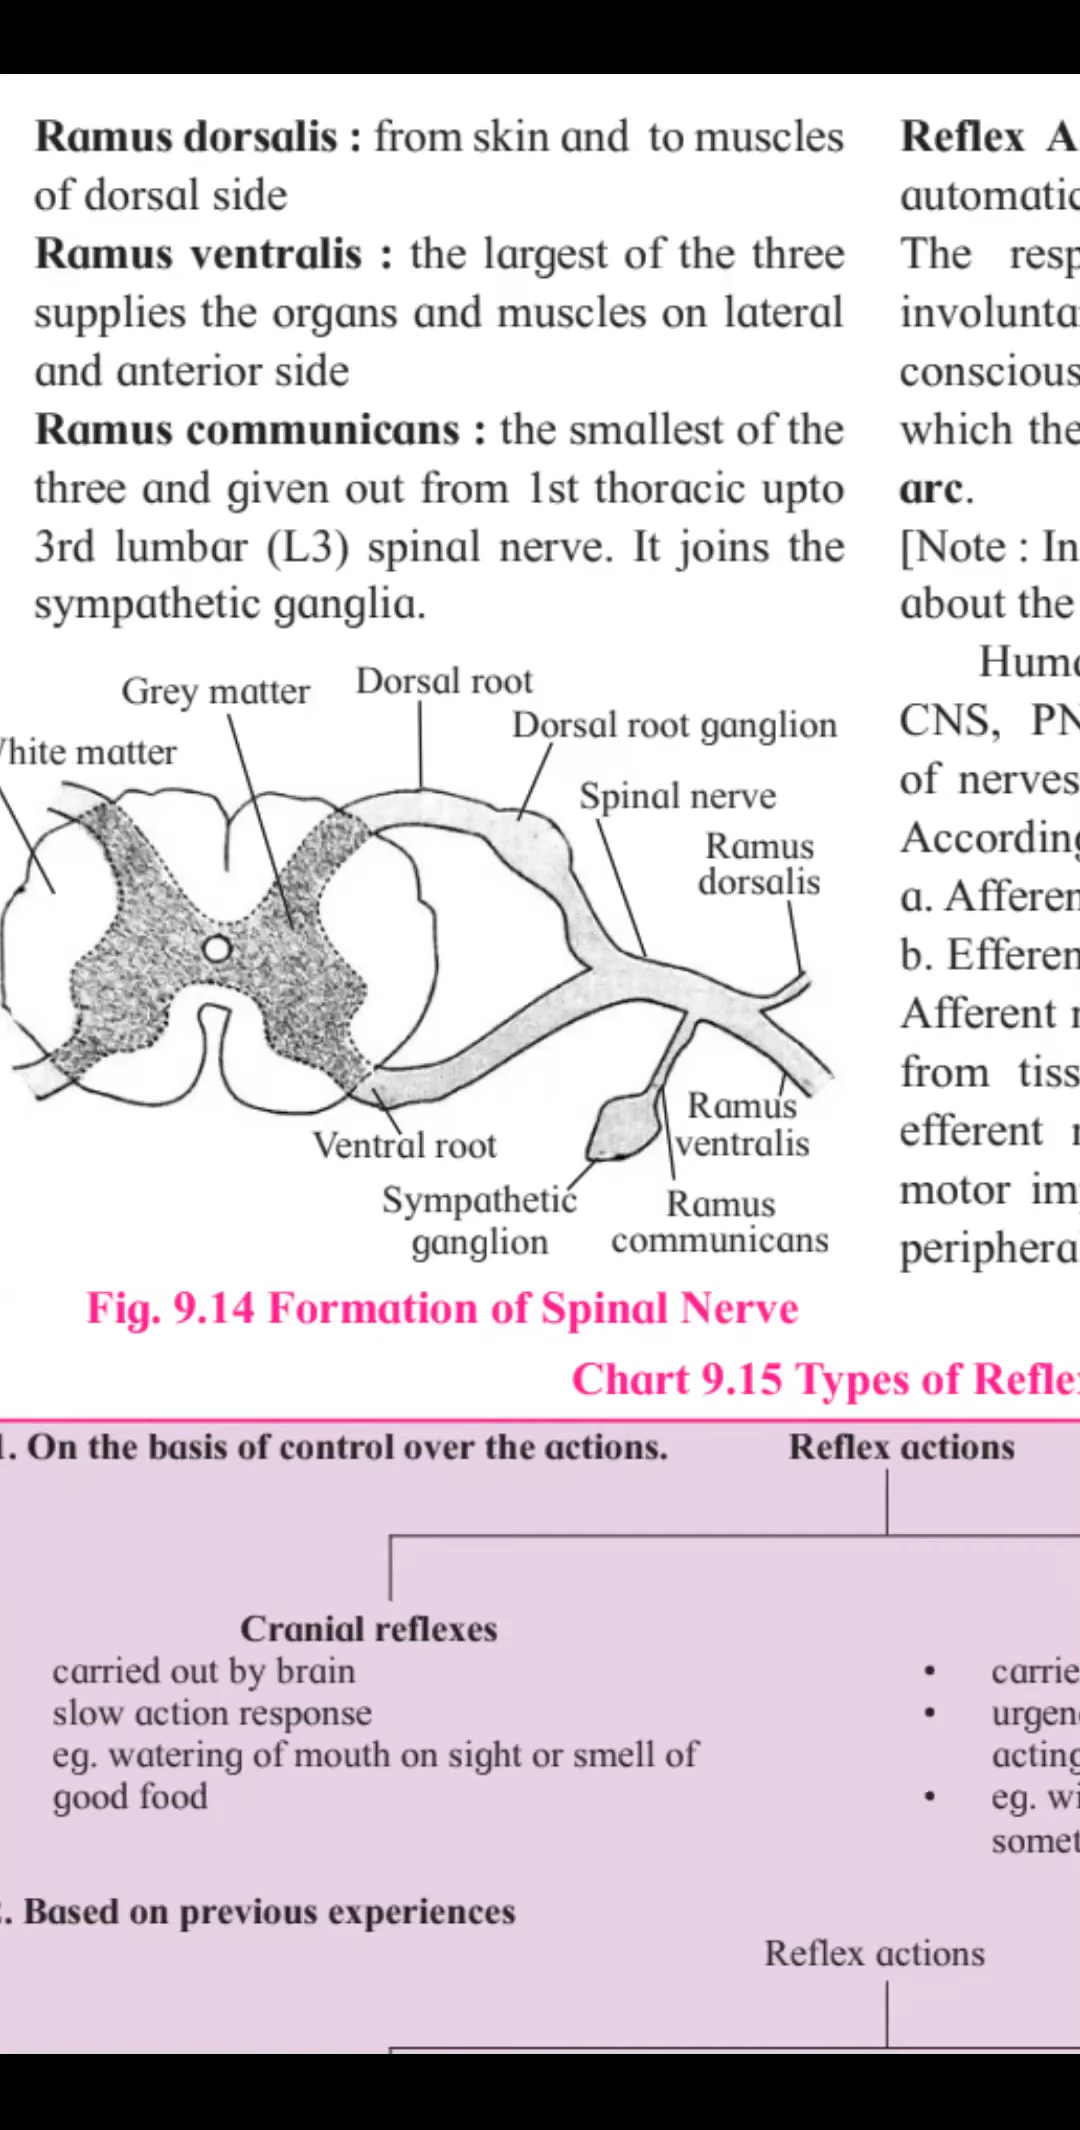 Ramus dorsalis : from skin and to muscles
of dorsal side
Ramus ventralis : the largest of the three
supplies the organs and muscles on lateral
and anterior side
Ramus communicans : the smallest of the
three and given out from 1st thoracic upto
3rd lumbar (L3) spinal nerve. It joins the
sympathetic ganglia.
Grey matter
Dorsal root
Dorsal root ganglion
matter
Spinal nerve
Ramus
dorsalis
Ramus
ventralis
Ventral root
Sympathetic
ganglion
Ramus
communicans
Fig. 9.14 Formation of Spinal Nerve
Reflex
The
which the
arc.
[Note : In
about the
CNS,
of nerves
a.
b.
Afferent
from
efferent
motor
Chart 9.15 Types of
1. On the basis of control over the actions.
Reflex actions
Cranial reflexes
carried out by brain
slow action response
eg. watering of mouth on sight or smell of
good food
•
•
• eg.
. Based on previous experiences
Reflex actions